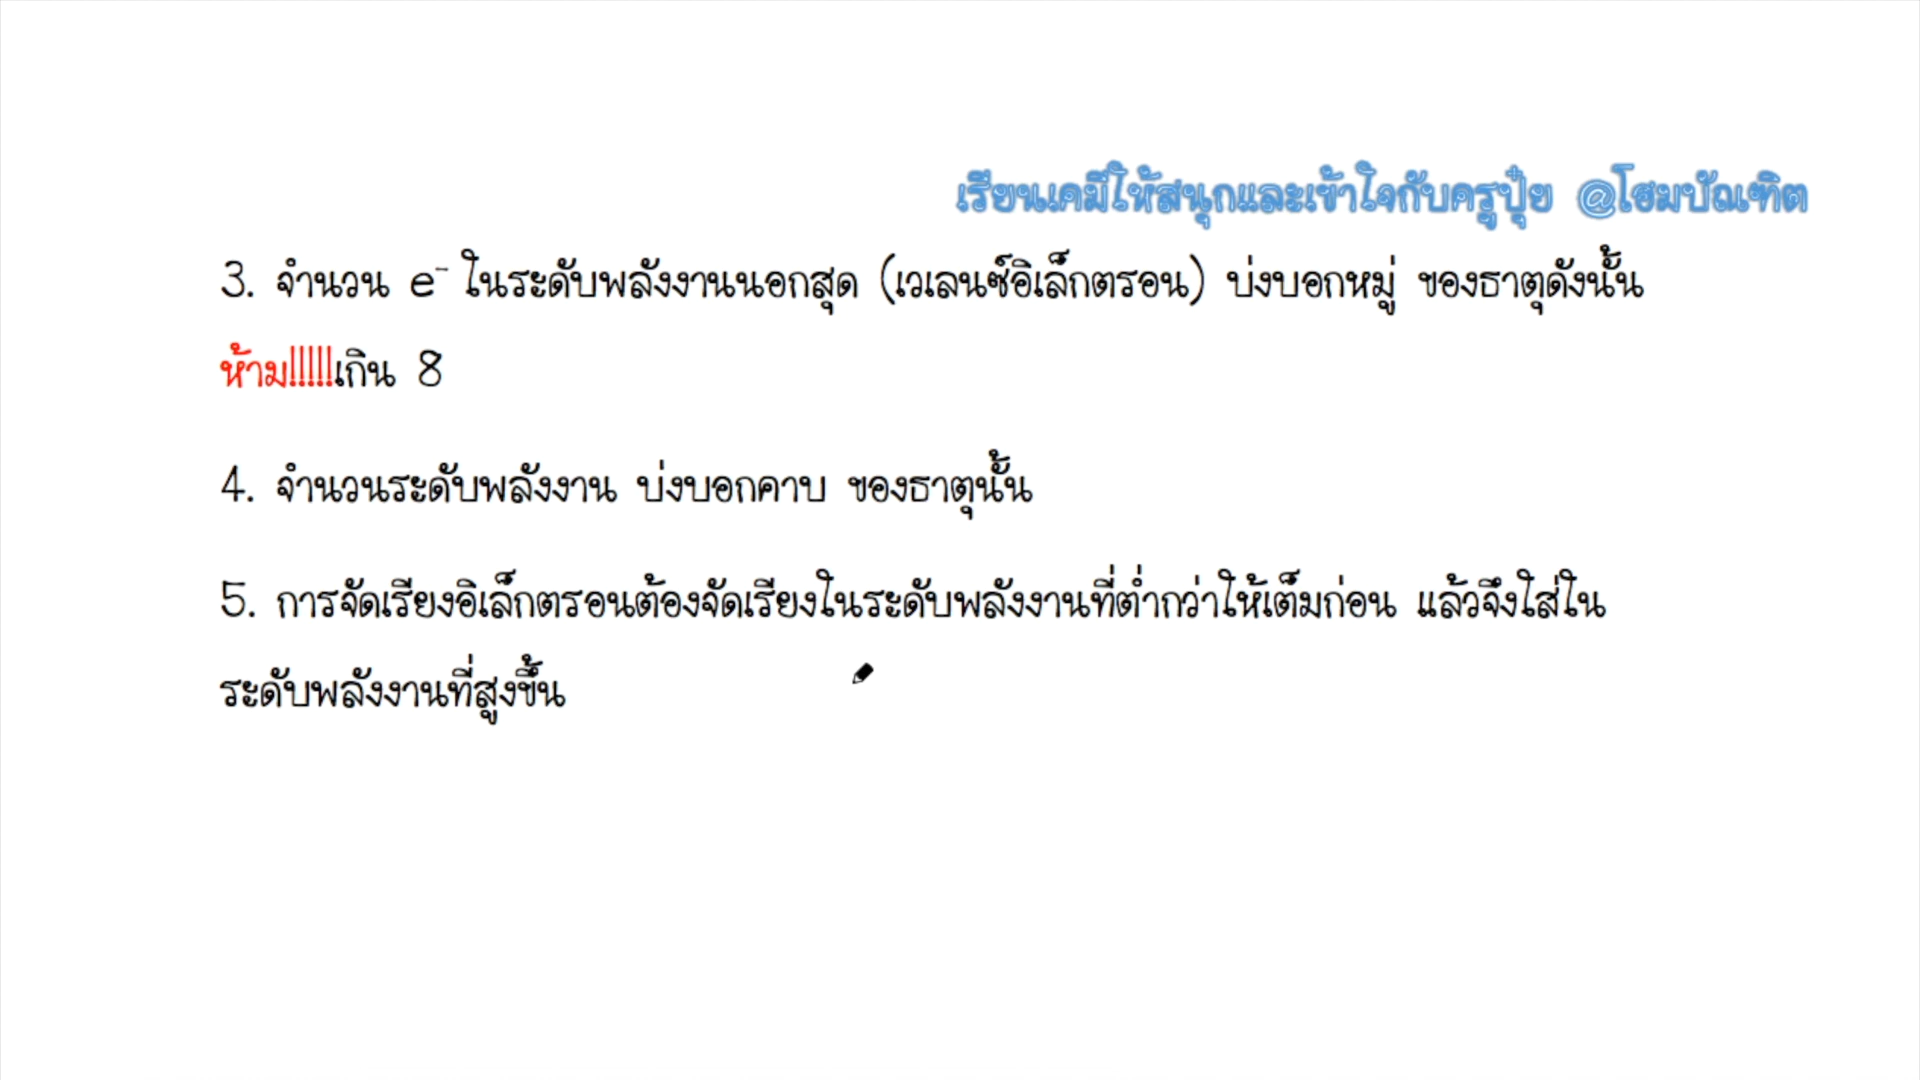 เรียนเคมีให้สนุกและเข้าใจกับครูปุ๋ย @โฮมบัณฑิต
3. จำนวน e⁻ ในระดับพลังงานนอกสุด (เวเลนซ์อิเล็กตรอน) บ่งบอกหมู่ ของธาตุดังนั้น
ห้าม!!!!!เกิน 8
4. จำนวนระดับพลังงาน บ่งบอกคาบ ของธาตุนั้น
5. การจัดเรียงอิเล็กตรอนต้องจัดเรียงในระดับพลังงานที่ต่ำกว่าให้เต็มก่อน แล้วจึงใส่ใน
ระดับพลังงานที่สูงขึ้น